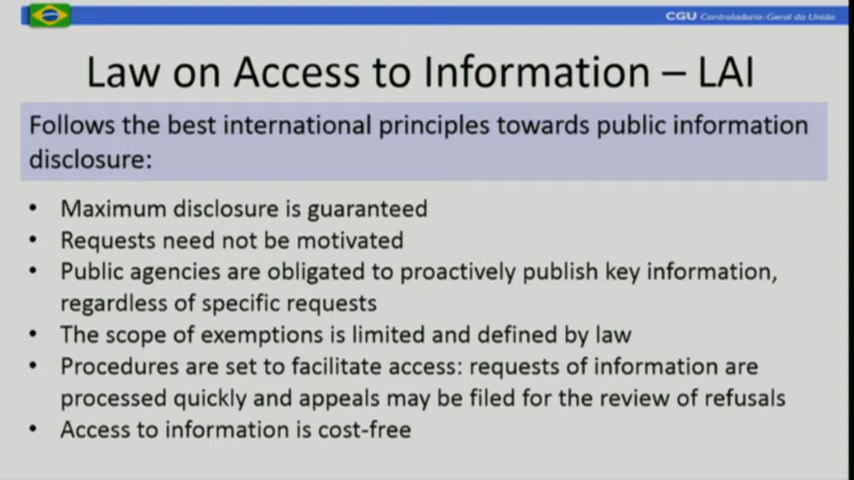 CGU Controladoria-Geral da União
Law on Access to Information – LAI
Follows the best international principles towards public information
disclosure:
• Maximum disclosure is guaranteed
• Requests need not be motivated
• Public agencies are obligated to proactively publish key information,
regardless of specific requests
• The scope of exemptions is limited and defined by law
• Procedures are set to facilitate access: requests of information are
processed quickly and appeals may be filed for the review of refusals
• Access to information is cost-free